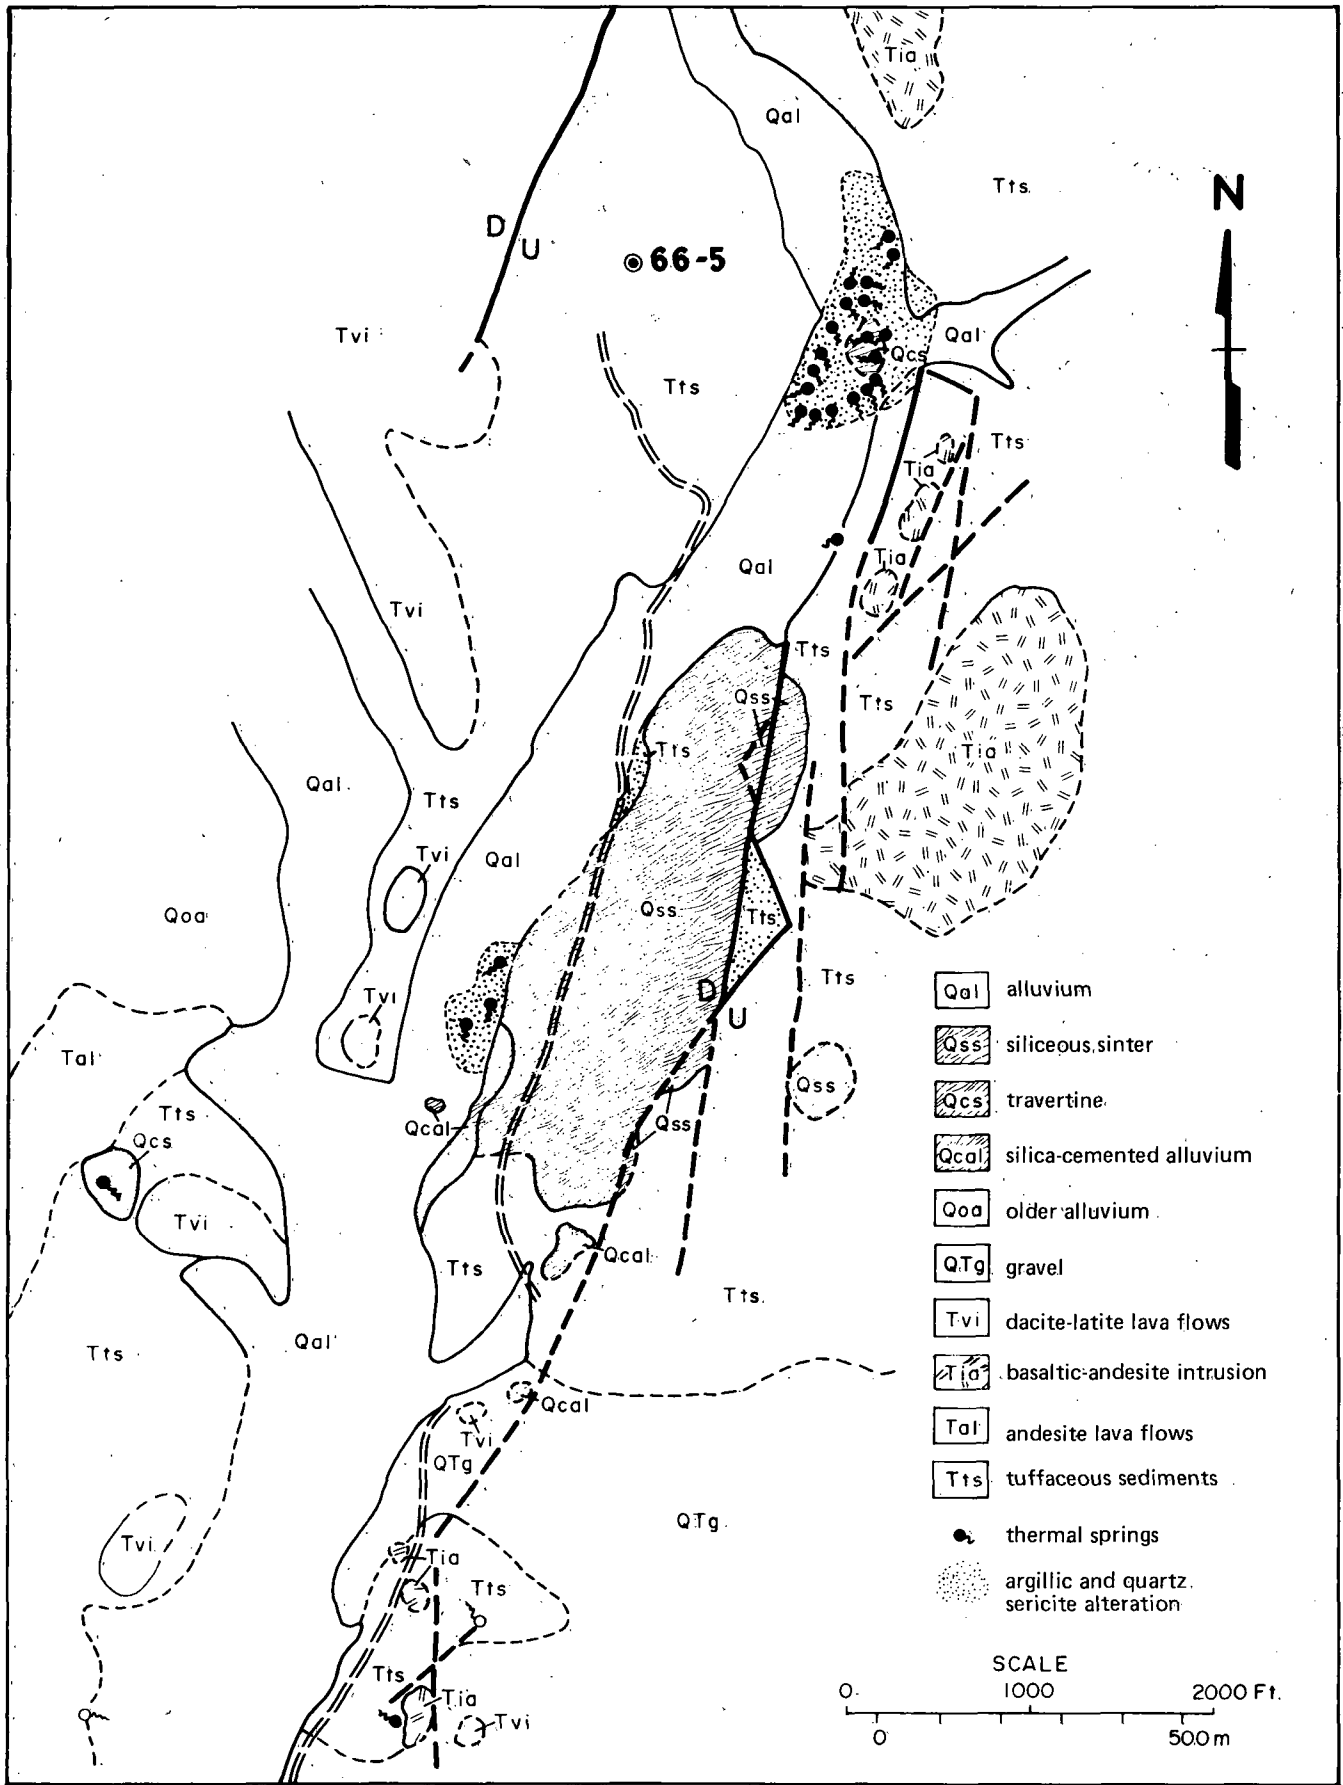 Tia
Qal
Tts
N
D
U
66-5
Tvi
Qal
Qcs
Tts
Tts
Tia
Qal
Tia
Tvi
Tts
Qss
Tts
Tts
Tia
Qal
Tts
Tvi
Qal
Qoa
Qss
Tts
Tts
D
U
Tvi
Tal
Qss
Tts
Qcal
Qss
Qcs
Tvi
Qcal
Tts
Tts
Qal
Tts
Qcal
Tvi
QTg
QTg
Tvi
Tia
Tts
Tts
Tia
Tvi
Qal alluvium
Qss siliceous sinter
Qcs travertine
Qcal silica-cemented alluvium
Qoa older alluvium
QTg gravel
Tvi dacite-latite lava flows
Tia basaltic-andesite intrusion
Tal andesite lava flows
Tts tuffaceous sediments
thermal springs
argillic and quartz
sericite alteration
SCALE
0 1000 2000 Ft.
0 500 m